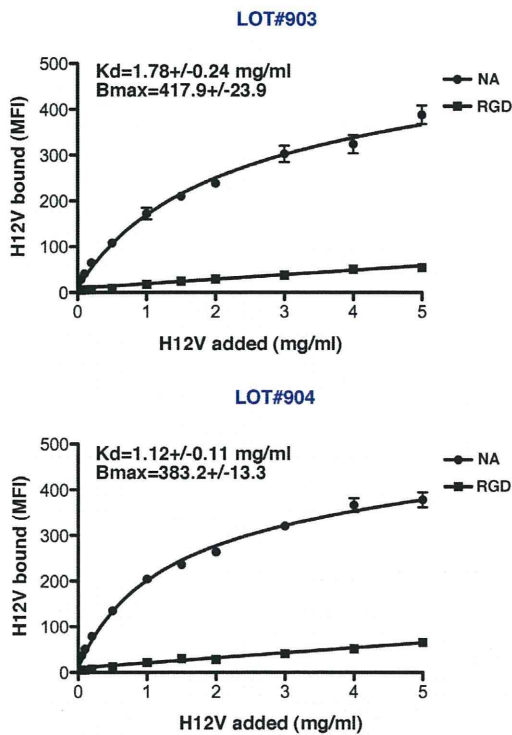 LOT#903
Kd=1.78+/-0.24 mg/ml
Bmax=417.9+/-23.9
NA
RGD
H12V bound (MFI)
500
400
300
200
100
0
0 1 2 3 4 5
H12V added (mg/ml)
LOT#904
Kd=1.12+/-0.11 mg/ml
Bmax=383.2+/-13.3
NA
RGD
H12V bound (MFI)
500
400
300
200
100
0
0 1 2 3 4 5
H12V added (mg/ml)